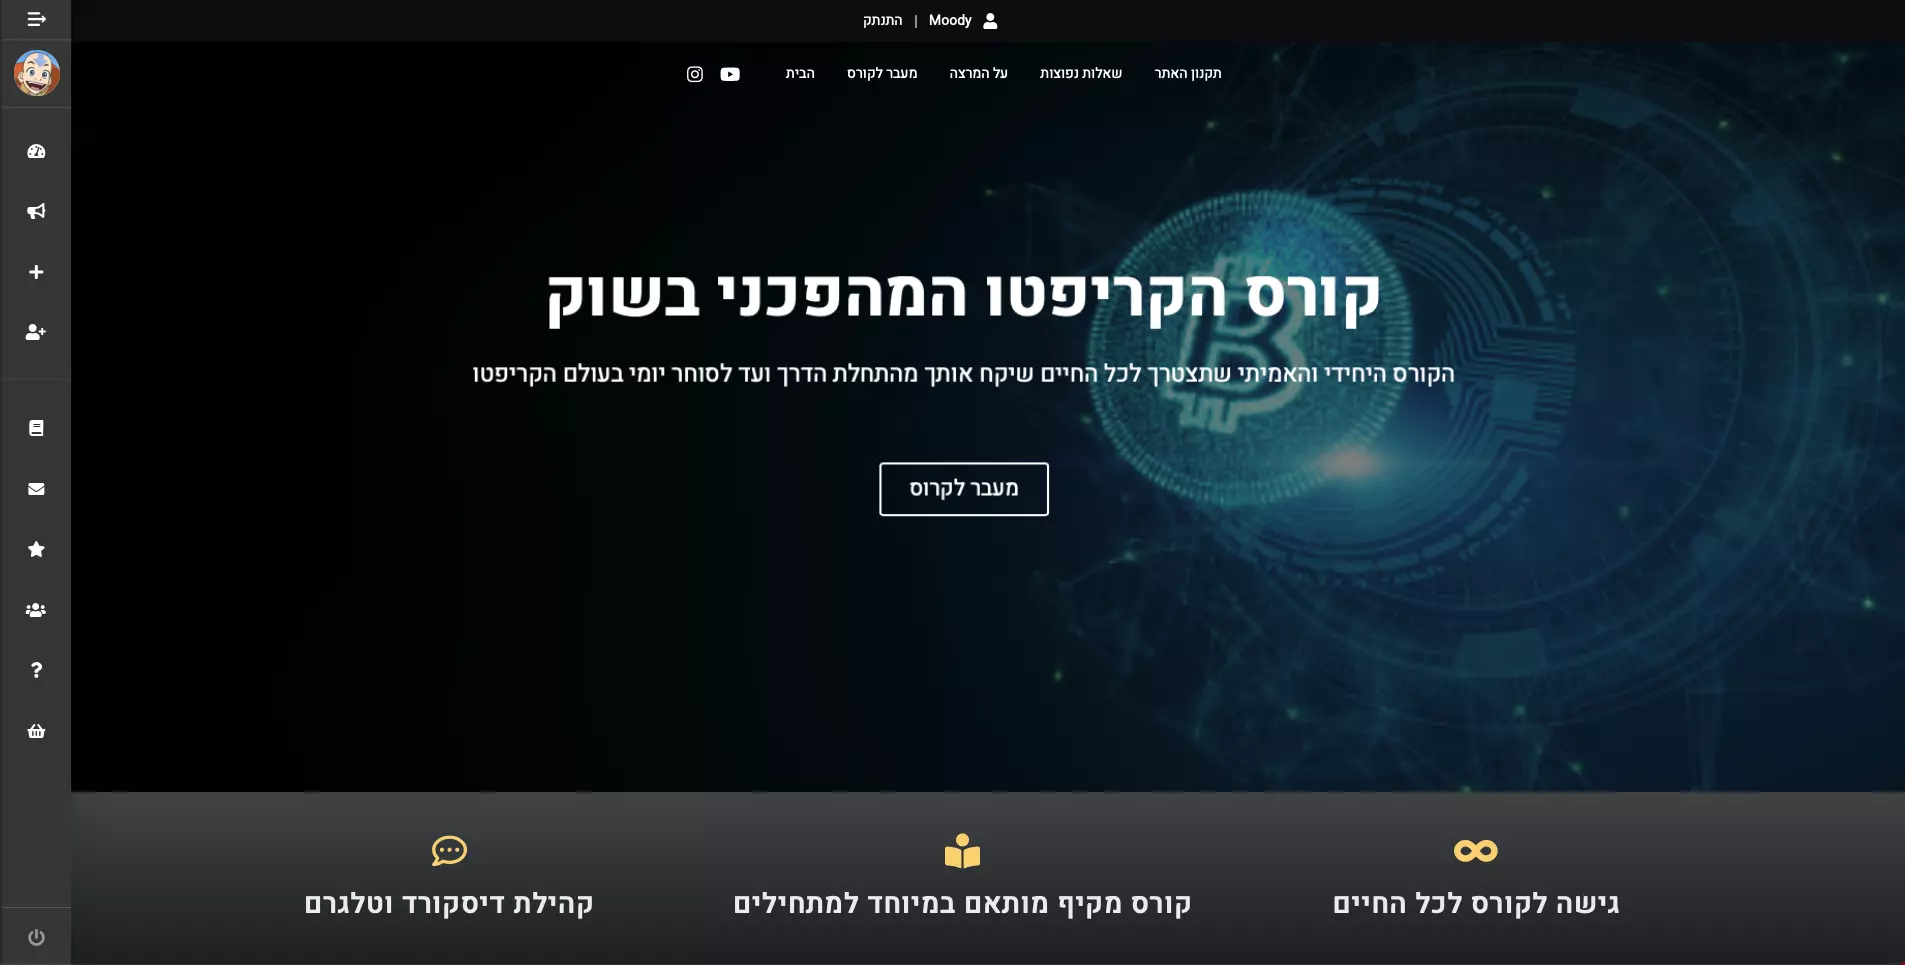 Moody | התנתק
תקנון האתר שאלות נפוצות על המרצה מעבר לקורס הבית
קורס הקריפטו המהפכני בשוק
הקורס היחידי והאמיתי שתצטרך לכל החיים שיקח אותך מהתחלת הדרך ועד לסוחר יומי בעולם הקריפטו
מעבר לקרוס
גישה לקורס לכל החיים
קורס מקיף מותאם במיוחד למתחילים
קהילת דיסקורד וטלגרם